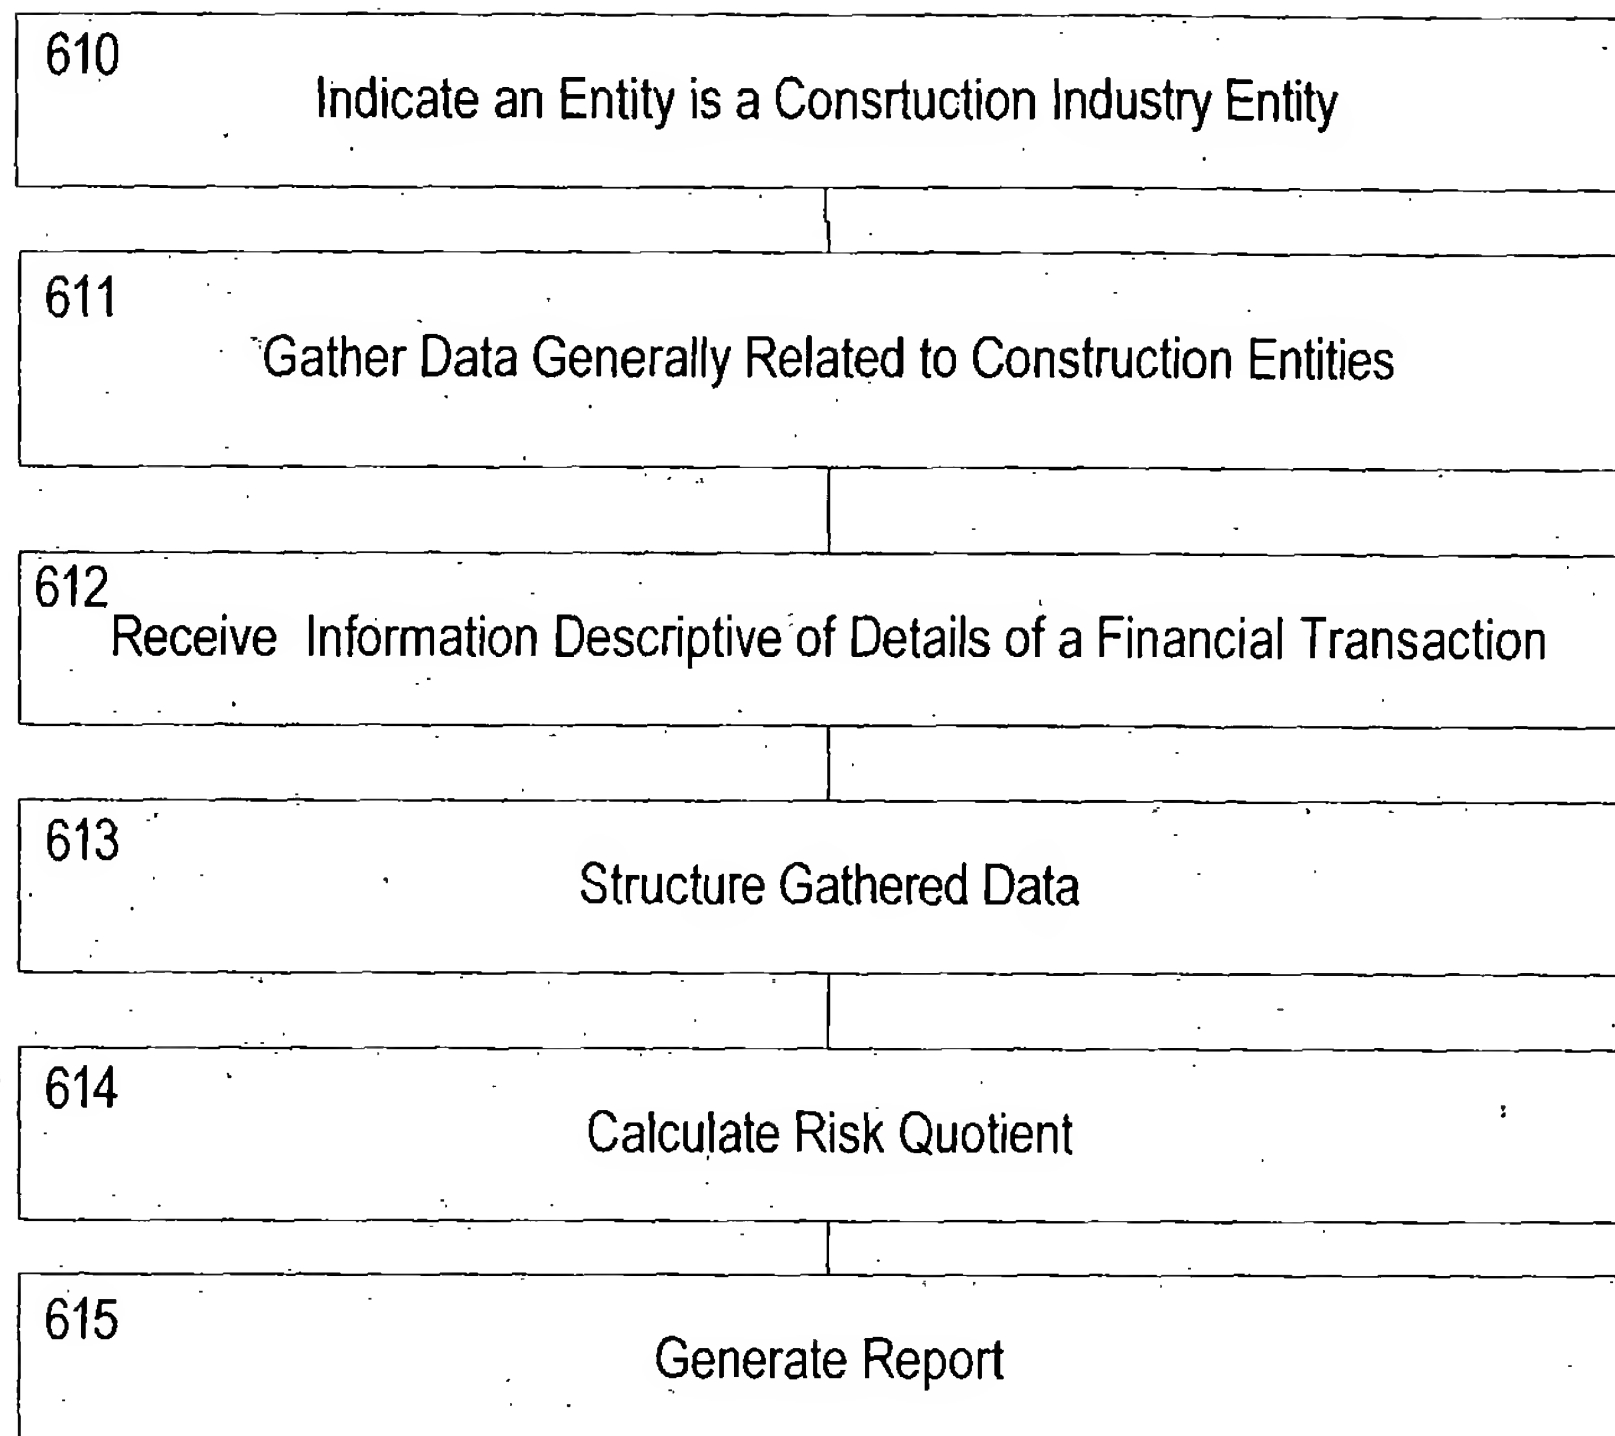 610
Indicate an Entity is a Consrtuction Industry Entity
611
Gather Data Generally Related to Construction Entities
612
Receive Information Descriptive of Details of a Financial Transaction
613
Structure Gathered Data
614
Calculate Risk Quotient
615
Generate Report